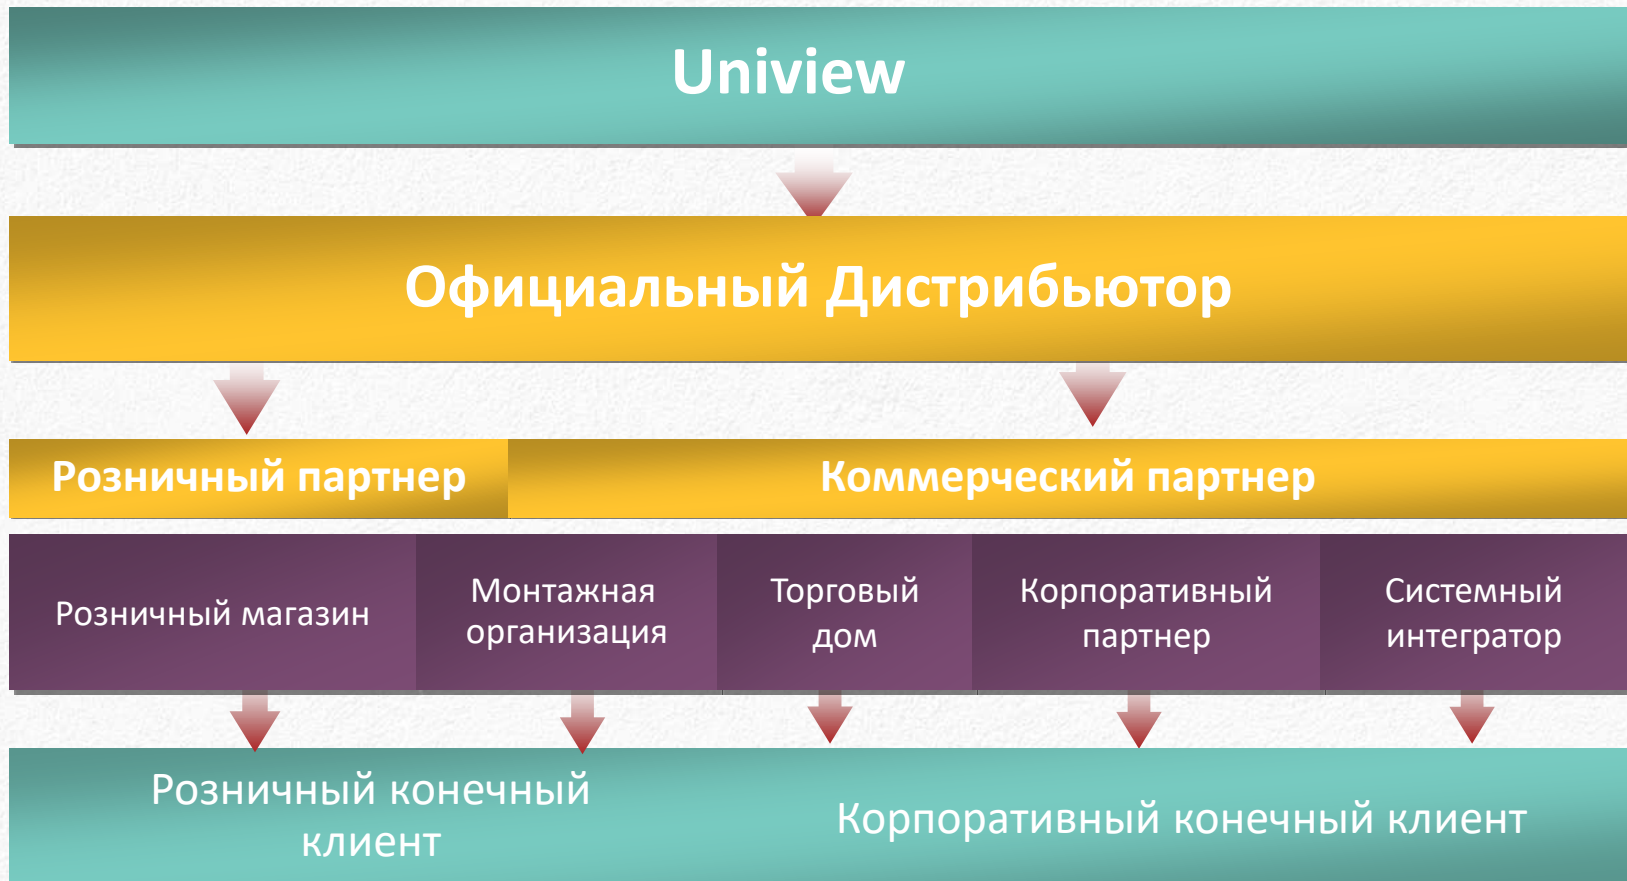 Uniview
Официальный Дистрибьютор
Розничный партнер
Коммерческий партнер
Розничный магазин
Монтажная
организация
Торговый
дом
Корпоративный
партнер
Системный
интегратор
Розничный конечный
клиент
Корпоративный конечный клиент